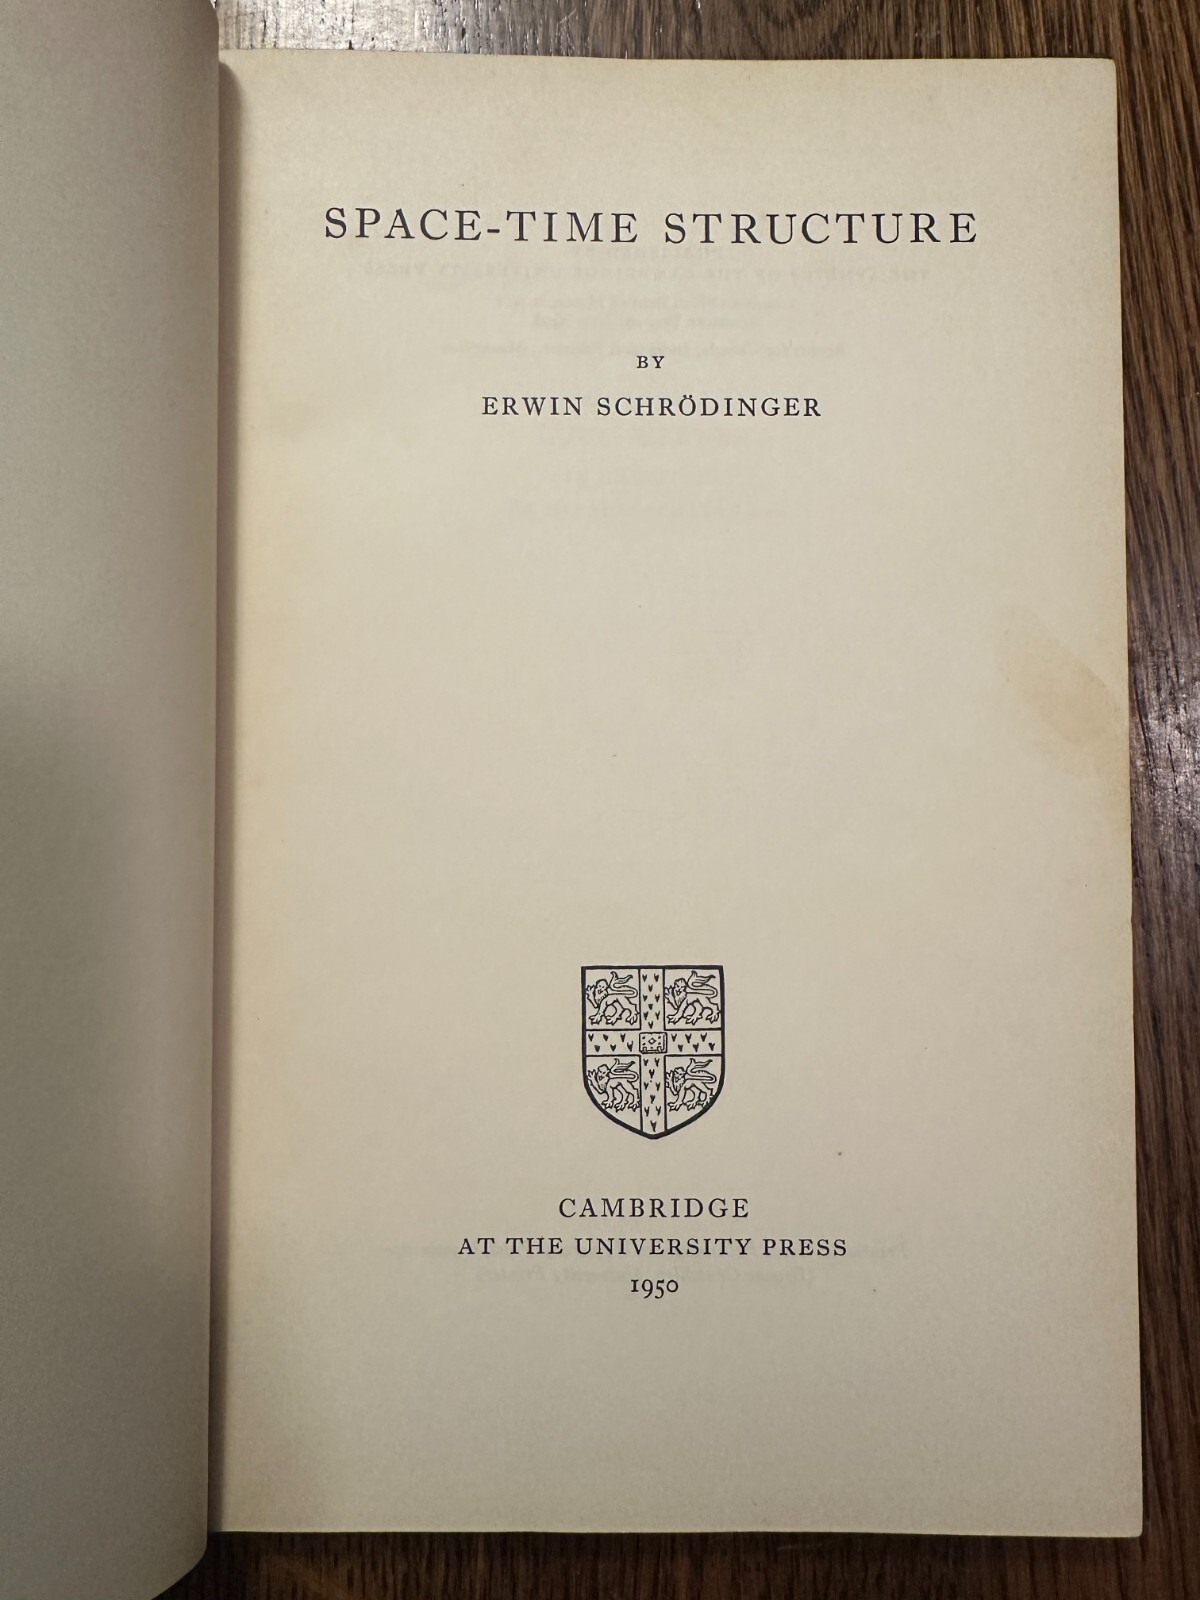 SPACE-TIME STRUCTURE
BY
ERWIN SCHRÖDINGER
CAMBRIDGE
AT THE UNIVERSITY PRESS
1950